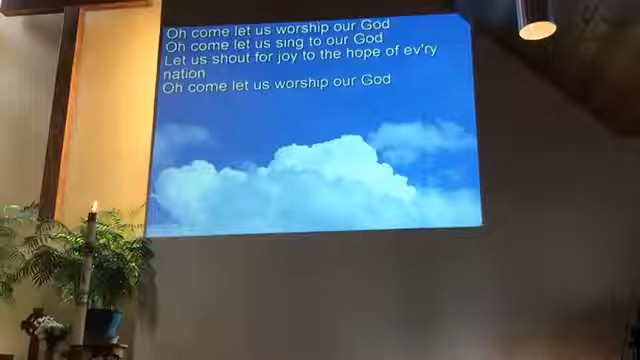 Oh come let us worship our God
Oh come let us sing to our God
Let us shout for joy to the hope of ev'ry
nation
Oh come let us worship our God